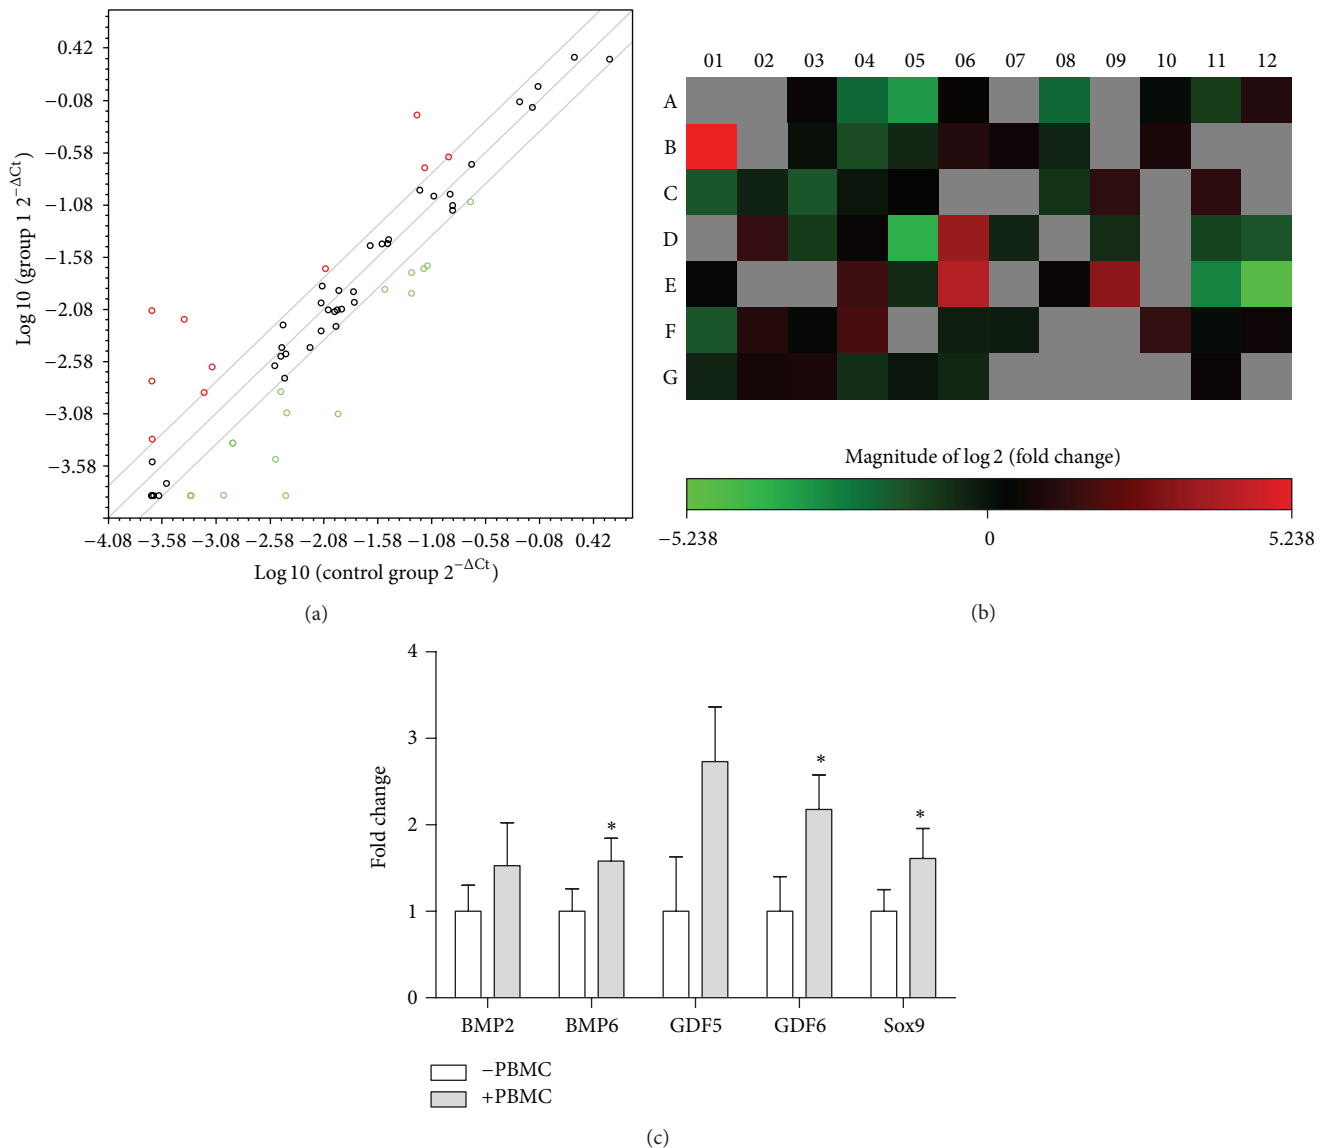 0.42
−0.08
−0.58
−1.08
−1.58
−2.08
−2.58
−3.08
−3.58
Log 10 (group 1 2^−ΔCt)
−4.08 −3.58 −3.08 −2.58 −2.08 −1.58 −1.08 −0.58 −0.08 0.42
Log 10 (control group 2^−ΔCt)
(a)
01 02 03 04 05 06 07 08 09 10 11 12
A
B
C
D
E
F
G
Magnitude of log 2 (fold change)
−5.238 0 5.238
(b)
4
3
2
1
0
Fold change
* * *
BMP2 BMP6 GDF5 GDF6 Sox9
−PBMC
+PBMC
(c)